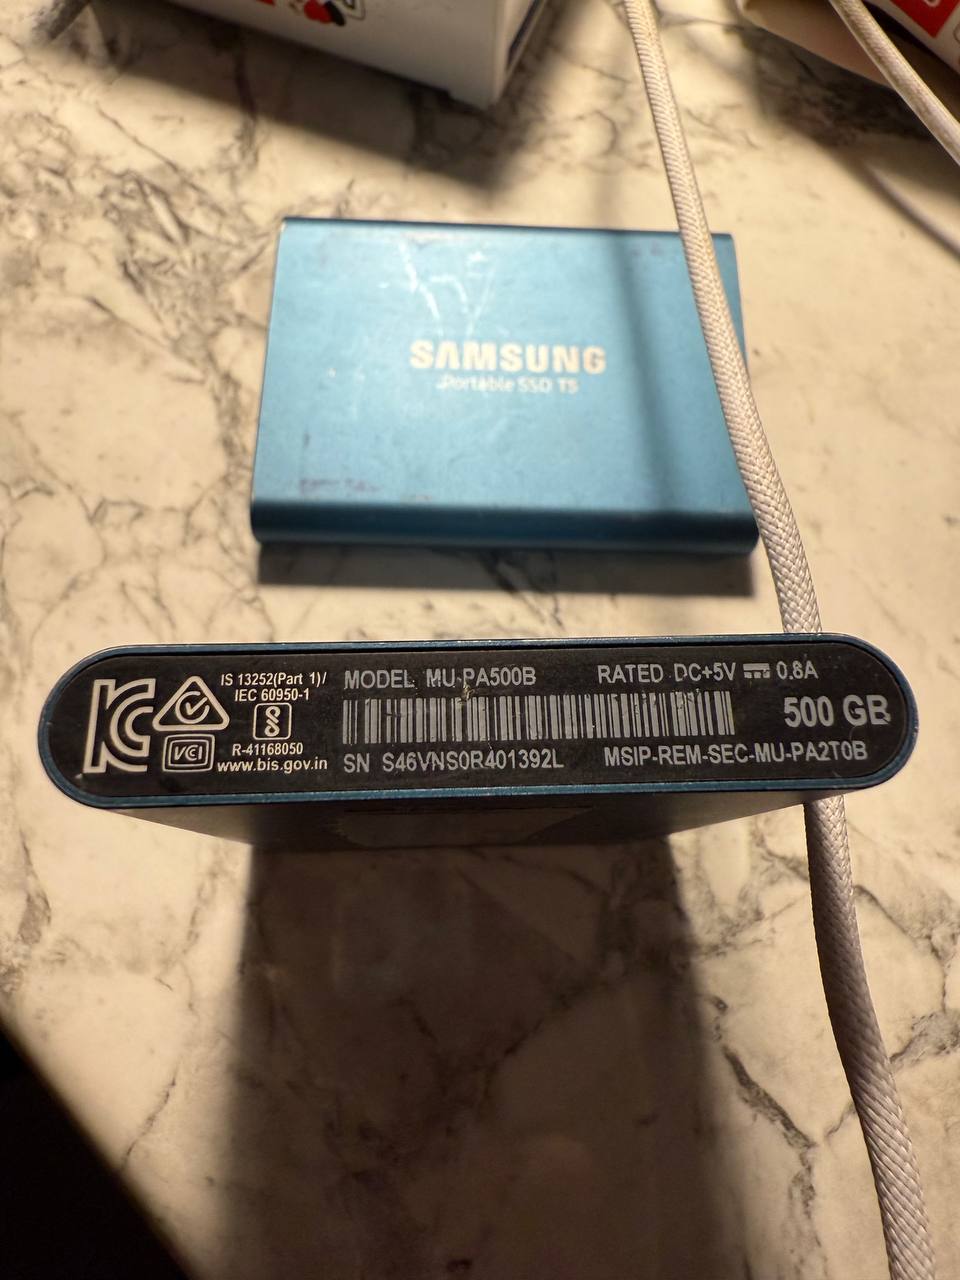 SAMSUNG
Portable SSD T5
IS 13252(Part 1)/
IEC 60950-1
R-41168050
www.bis.gov.in
VCI
MODEL MU-PA500B
RATED DC+5V 0.8A
500 GB
SN S46VNS0R401392L
MSIP-REM-SEC-MU-PA2T0B